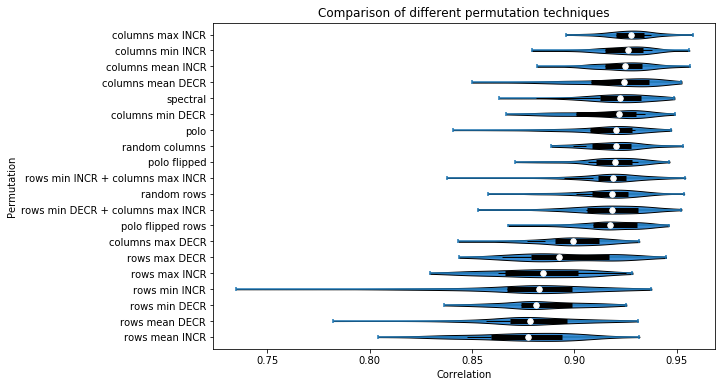 Comparison of different permutation techniques
Permutation
columns max INCR
columns min INCR
columns mean INCR
columns mean DECR
spectral
columns min DECR
polo
random columns
polo flipped
rows min INCR + columns max INCR
random rows
rows min DECR + columns max INCR
polo flipped rows
columns max DECR
rows max DECR
rows max INCR
rows min INCR
rows min DECR
rows mean DECR
rows mean INCR
0.75 0.80 0.85 0.90 0.95
Correlation